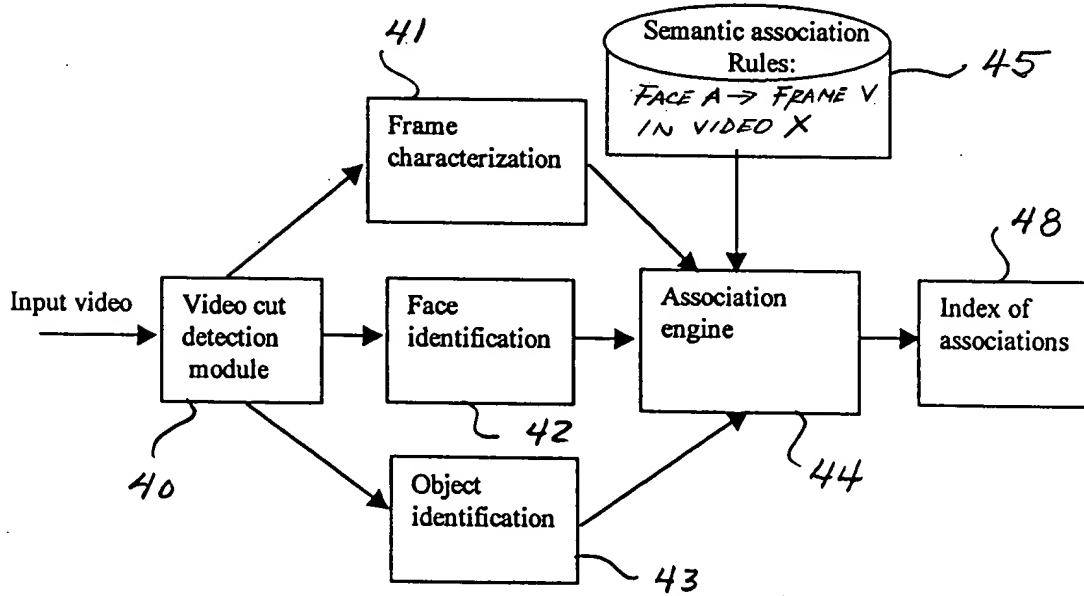 41
Semantic association
Rules:
FACE A → FRAME V
IN VIDEO X
45
Frame
characterization
48
Input video
Video cut
detection
module
Face
identification
Association
engine
Index of
associations
42
40
44
Object
identification
43